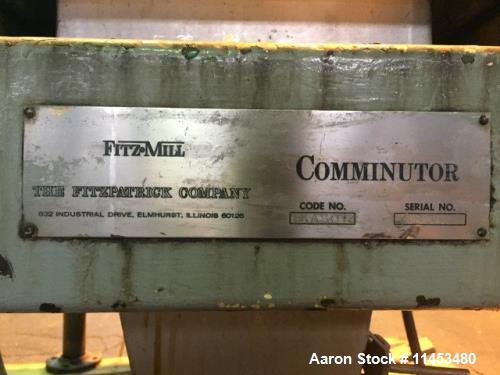 FITZ-MILL
THE FITZPATRICK COMPANY
832 INDUSTRIAL DRIVE, ELMHURST, ILLINOIS 60126
COMMINUTOR
CODE NO.
SERIAL NO.
Aaron Stock #11453480